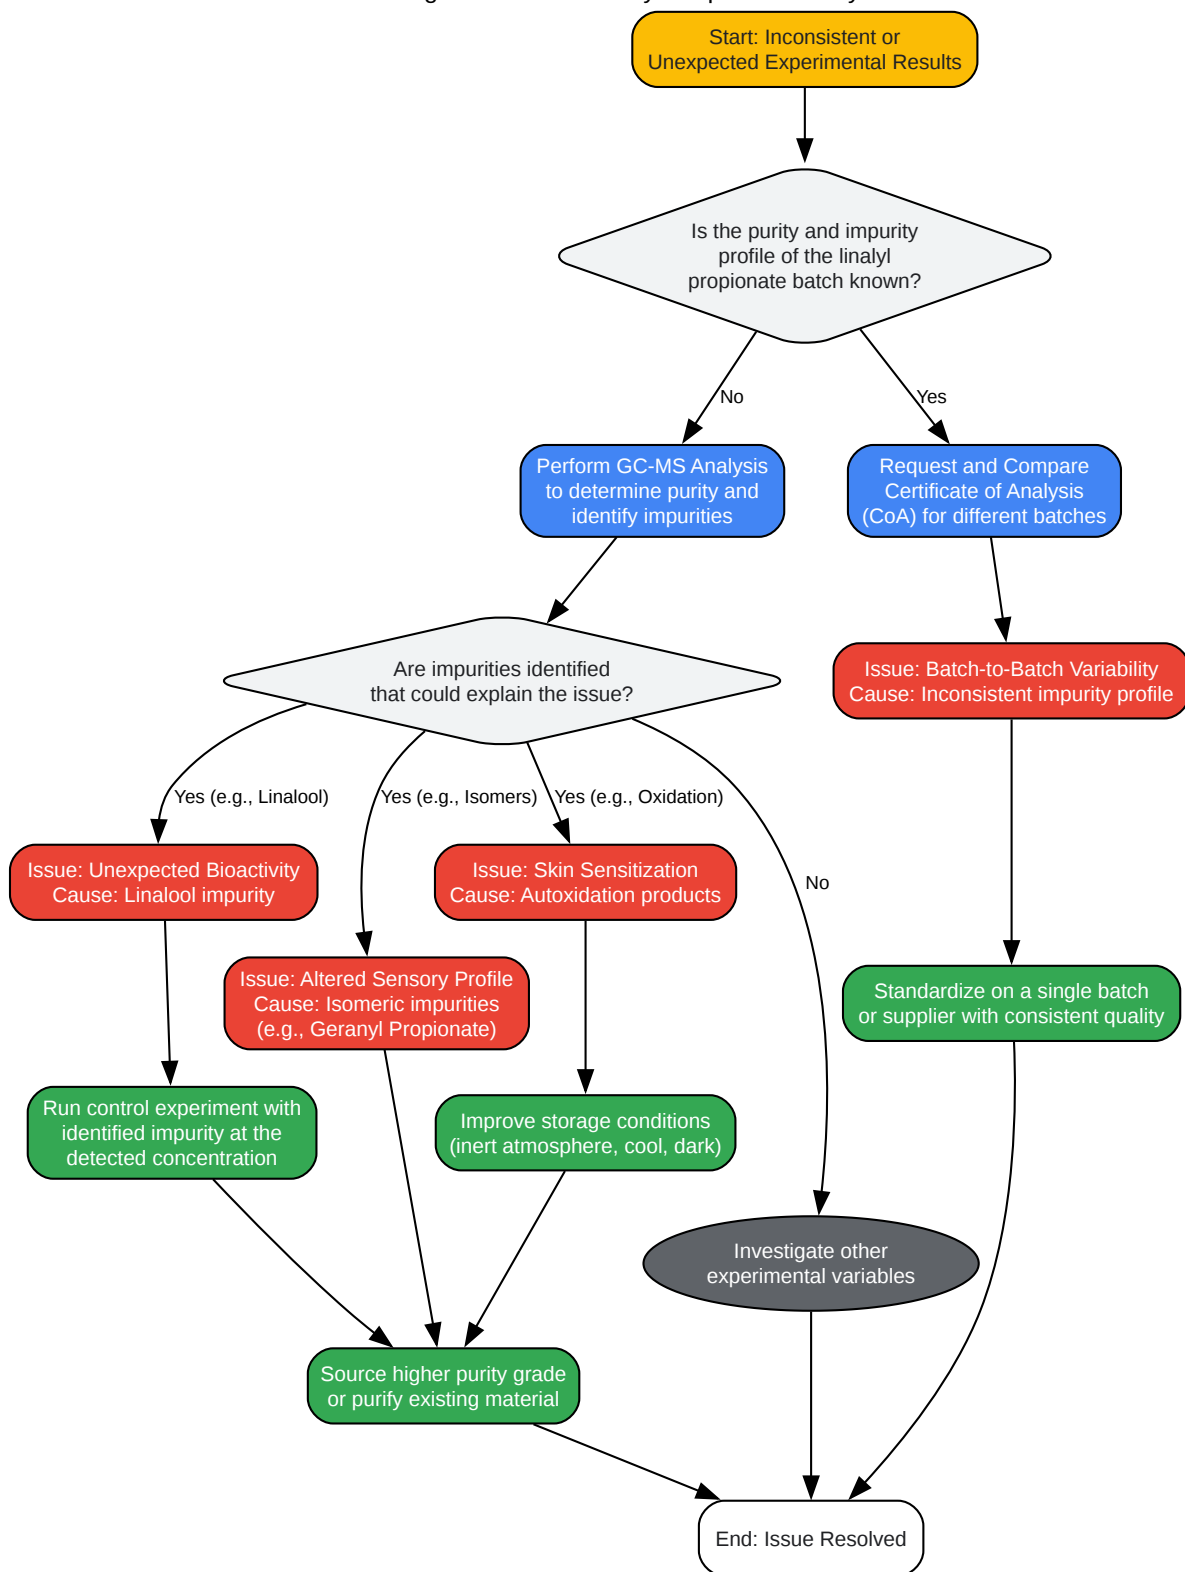 Start: Inconsistent or
Unexpected Experimental Results
Is the purity and impurity
profile of the linalyl
propionate batch known?
No
Yes
Perform GC-MS Analysis
to determine purity and
identify impurities
Request and Compare
Certificate of Analysis
(CoA) for different batches
Are impurities identified
that could explain the issue?
Issue: Batch-to-Batch Variability
Cause: Inconsistent impurity profile
Yes (e.g., Linalool)
Yes (e.g., Isomers)
Yes (e.g., Oxidation)
No
Issue: Unexpected Bioactivity
Cause: Linalool impurity
Issue: Skin Sensitization
Cause: Autoxidation products
Issue: Altered Sensory Profile
Cause: Isomeric impurities
(e.g., Geranyl Propionate)
Standardize on a single batch
or supplier with consistent quality
Run control experiment with
identified impurity at the
detected concentration
Improve storage conditions
(inert atmosphere, cool, dark)
Investigate other
experimental variables
Source higher purity grade
or purify existing material
End: Issue Resolved